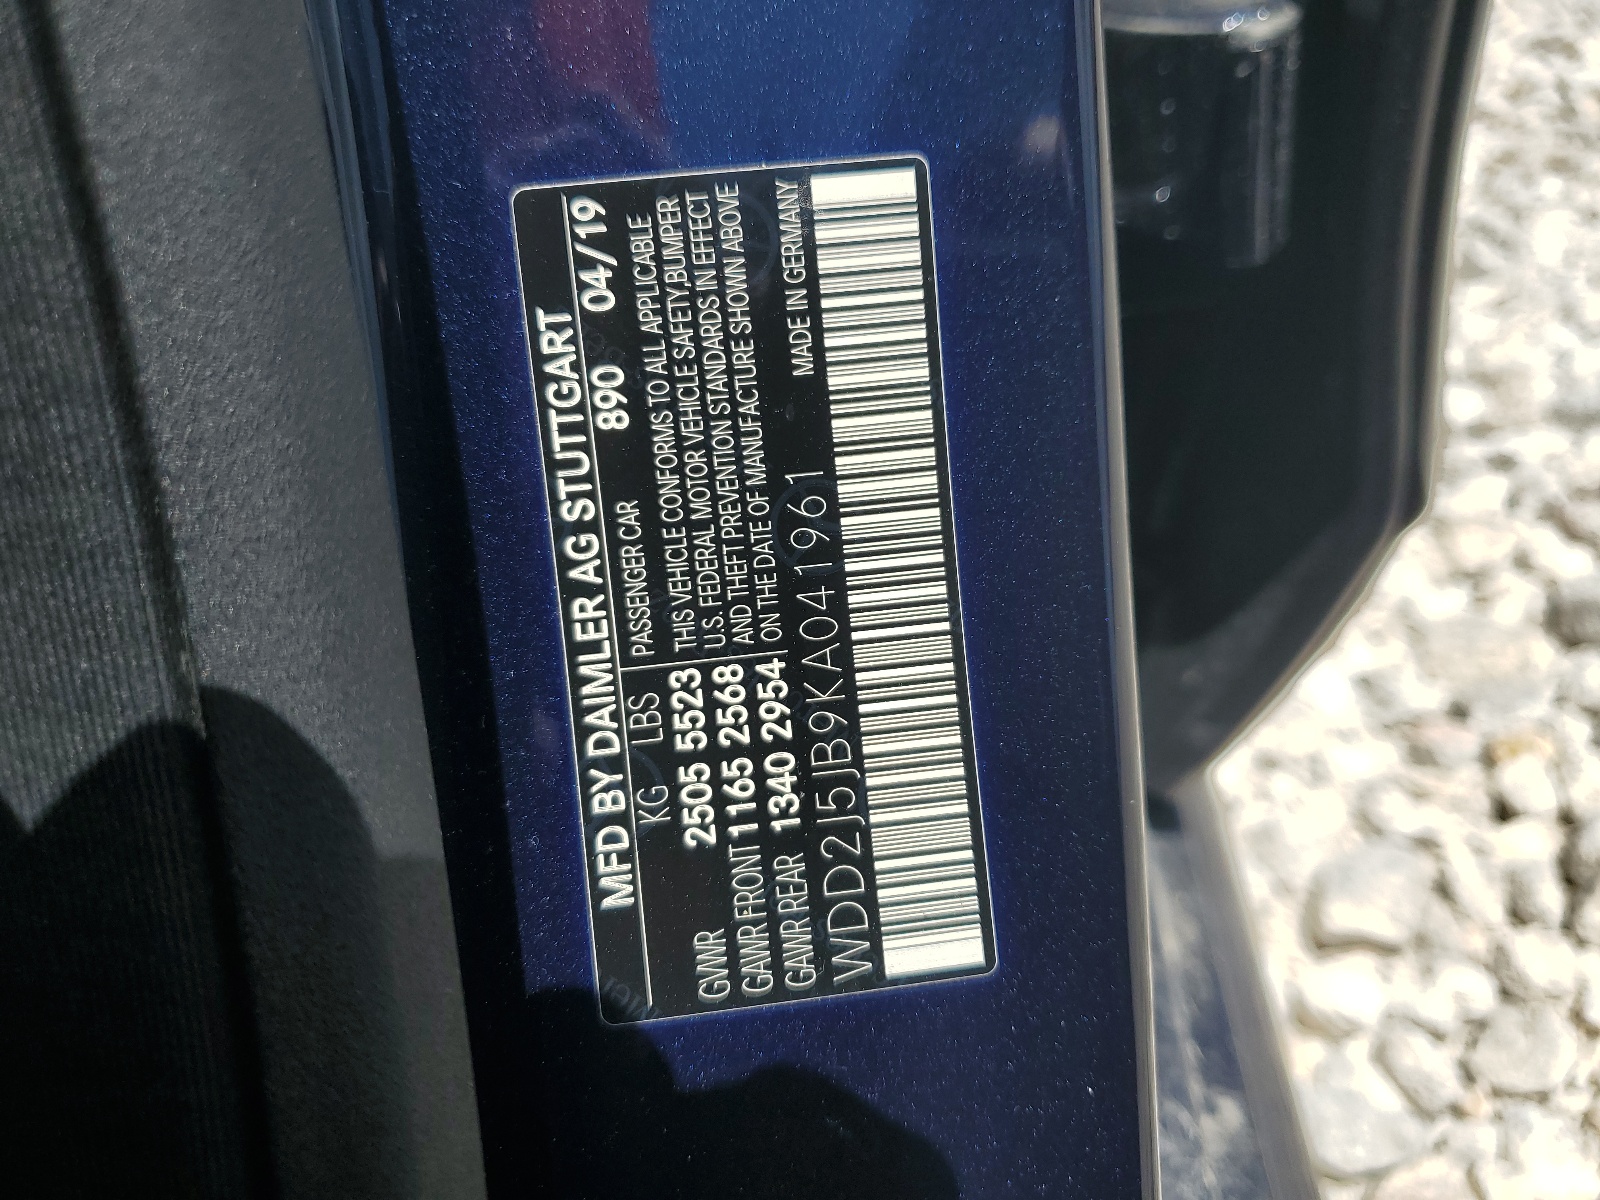 MFD BY DAIMLER AG STUTTGART
KG LBS PASSENGER CAR 890 04/19
GVWR 2505 5523 THIS VEHICLE CONFORMS TO ALL APPLICABLE
GAWR FRONT 1165 2568 U.S. FEDERAL MOTOR VEHICLE SAFETY,BUMPER
GAWR REAR 1340 2954 AND THEFT PREVENTION STANDARDS IN EFFECT
ON THE DATE OF MANUFACTURE SHOWN ABOVE
WDD2J5JB9KA041961 MADE IN GERMANY